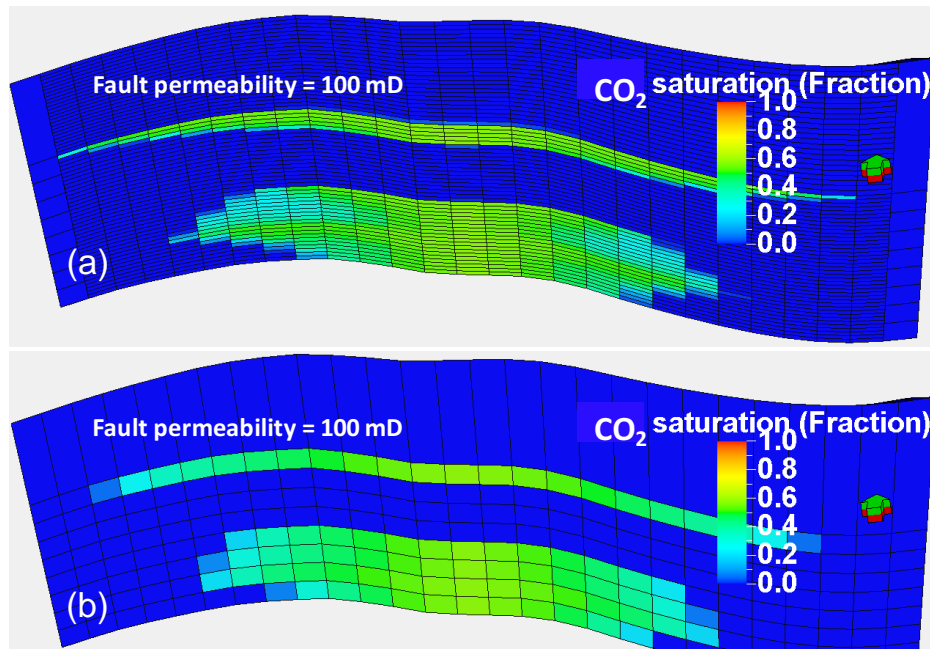 Fault permeability = 100 mD
CO2 saturation (Fraction)
1.0
0.8
0.6
0.4
0.2
0.0
(a)
Fault permeability = 100 mD
CO2 saturation (Fraction)
1.0
0.8
0.6
0.4
0.2
0.0
(b)